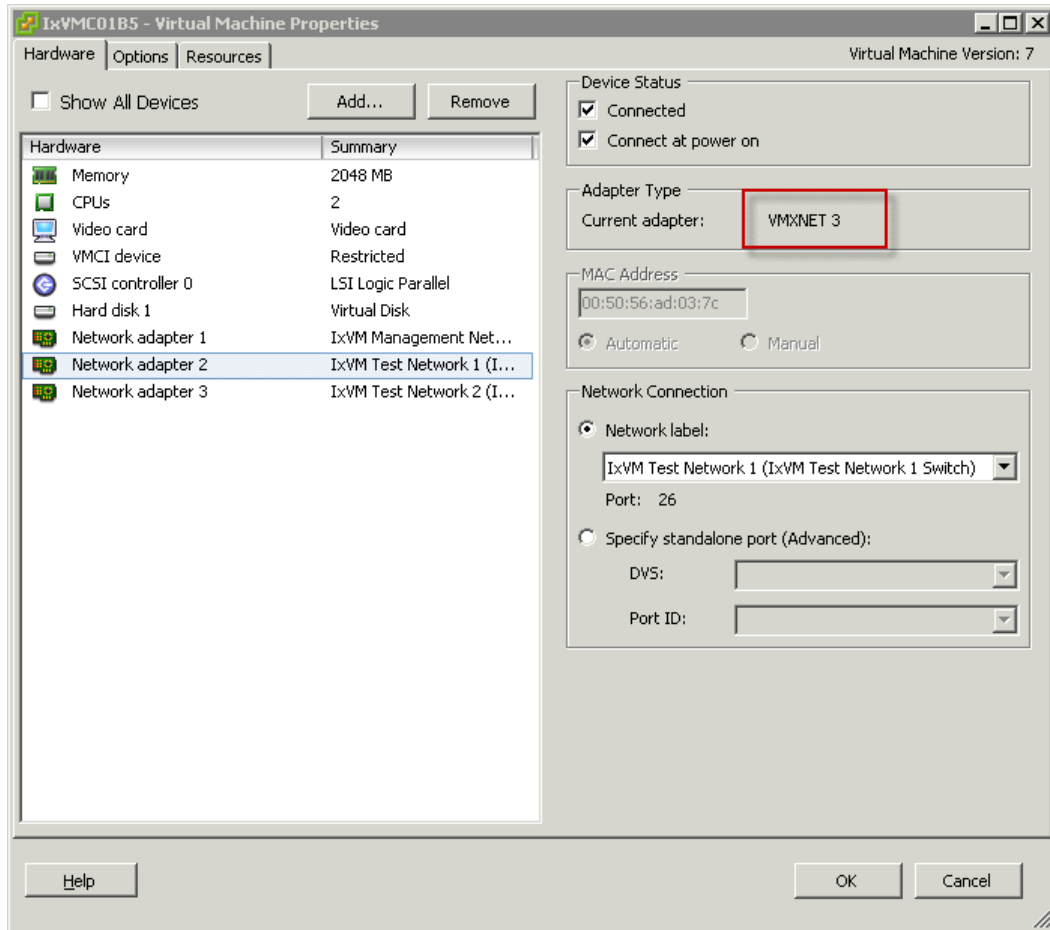 IxVMC01B5 - Virtual Machine Properties
Hardware Options Resources Virtual Machine Version: 7
Show All Devices Add... Remove
Hardware Summary
Memory 2048 MB
CPUs 2
Video card Video card
VMCI device Restricted
SCSI controller 0 LSI Logic Parallel
Hard disk 1 Virtual Disk
Network adapter 1 IxVM Management Net...
Network adapter 2 IxVM Test Network 1 (I...
Network adapter 3 IxVM Test Network 2 (I...
Device Status
Connected
Connect at power on
Adapter Type
Current adapter: VMXNET 3
MAC Address
00:50:56:ad:03:7c
Automatic Manual
Network Connection
Network label:
IxVM Test Network 1 (IxVM Test Network 1 Switch)
Port: 26
Specify standalone port (Advanced):
DVS:
Port ID:
Help OK Cancel